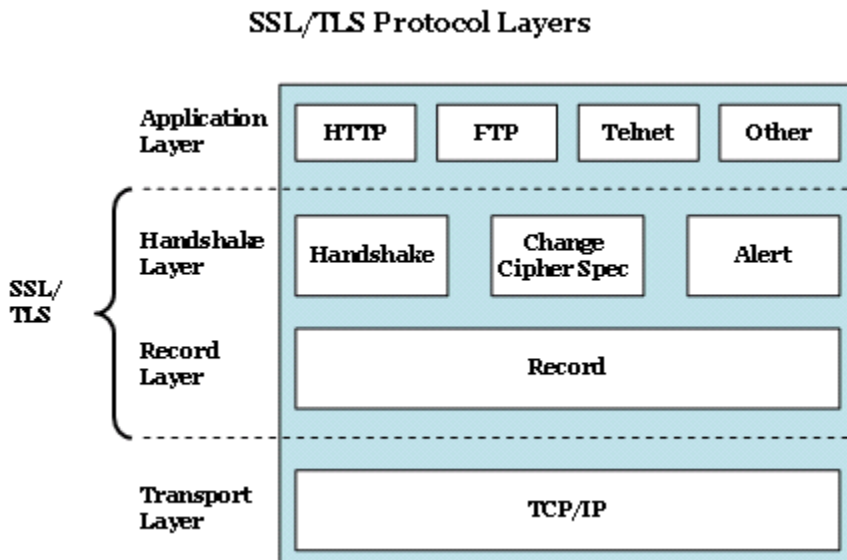 SSL/TLS Protocol Layers
Application
Layer
HTTP
FTP
Telnet
Other
SSL/
TLS
Handshake
Layer
Handshake
Change
Cipher Spec
Alert
Record
Layer
Record
Transport
Layer
TCP/IP